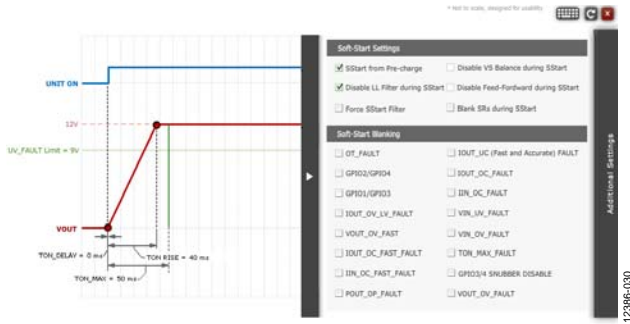 * Not to scale, designed for usability
Soft-Start Settings
SStart from Pre-charge
Disable VS Balance during SStart
Disable LL Filter during SStart
Disable Feed-Fordward during SStart
Force SStart Filter
Blank SRs during SStart
Soft-Start Blanking
OT_FAULT
IOUT_UC (Fast and Accurate) FAULT
GPIO2/GPIO4
IOUT_OC_FAULT
GPIO1/GPIO3
IIN_OC_FAULT
IOUT_OV_LV_FAULT
VIN_UV_FAULT
VOUT_OV_FAST
VIN_OV_FAULT
IOUT_OC_FAST_FAULT
TON_MAX_FAULT
IIN_OC_FAST_FAULT
GPIO3/4 SNUBBER DISABLE
POUT_OP_FAULT
VOUT_OV_FAULT
UNIT ON
12V
UV_FAULT Limit = 9V
VOUT
TON_DELAY = 0 ms
TON RISE = 40 ms
TON_MAX = 50 ms
Additional Settings
12386-030